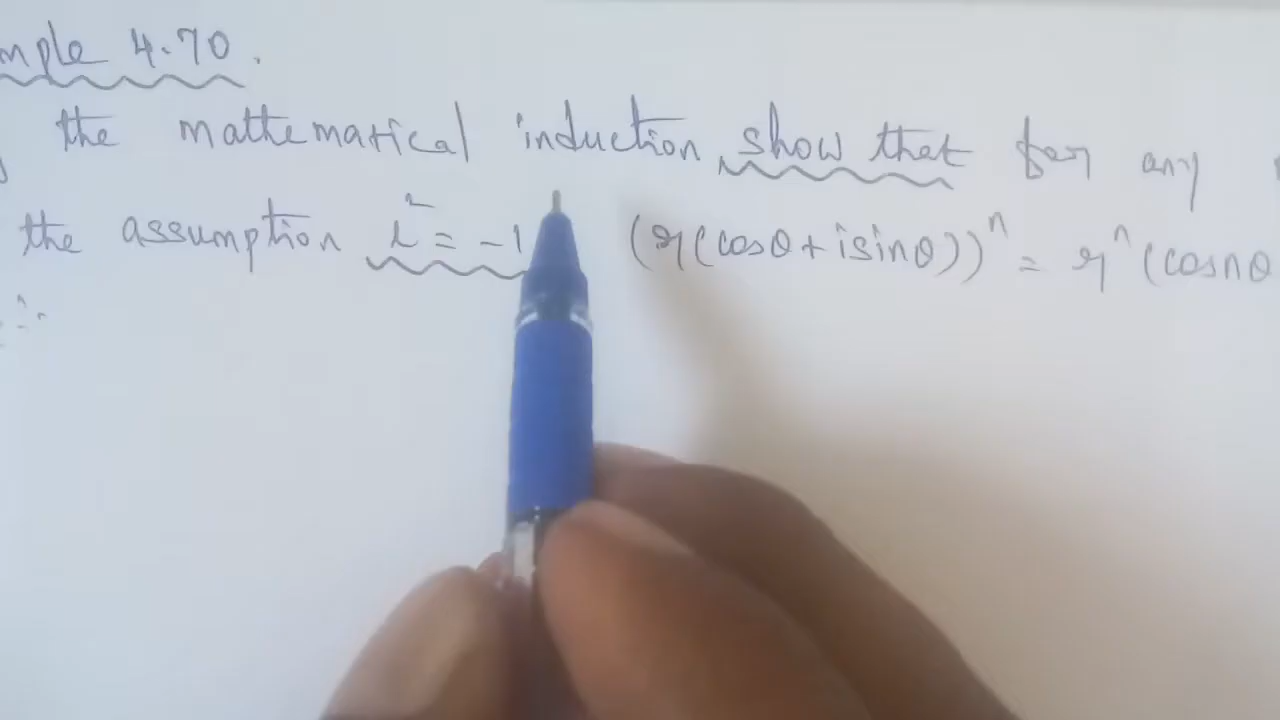 mple 4.70.
the mathematical induction, show that for any
the assumption i² = -1 (r(cosθ + isinθ))ⁿ = rⁿ (cosnθ